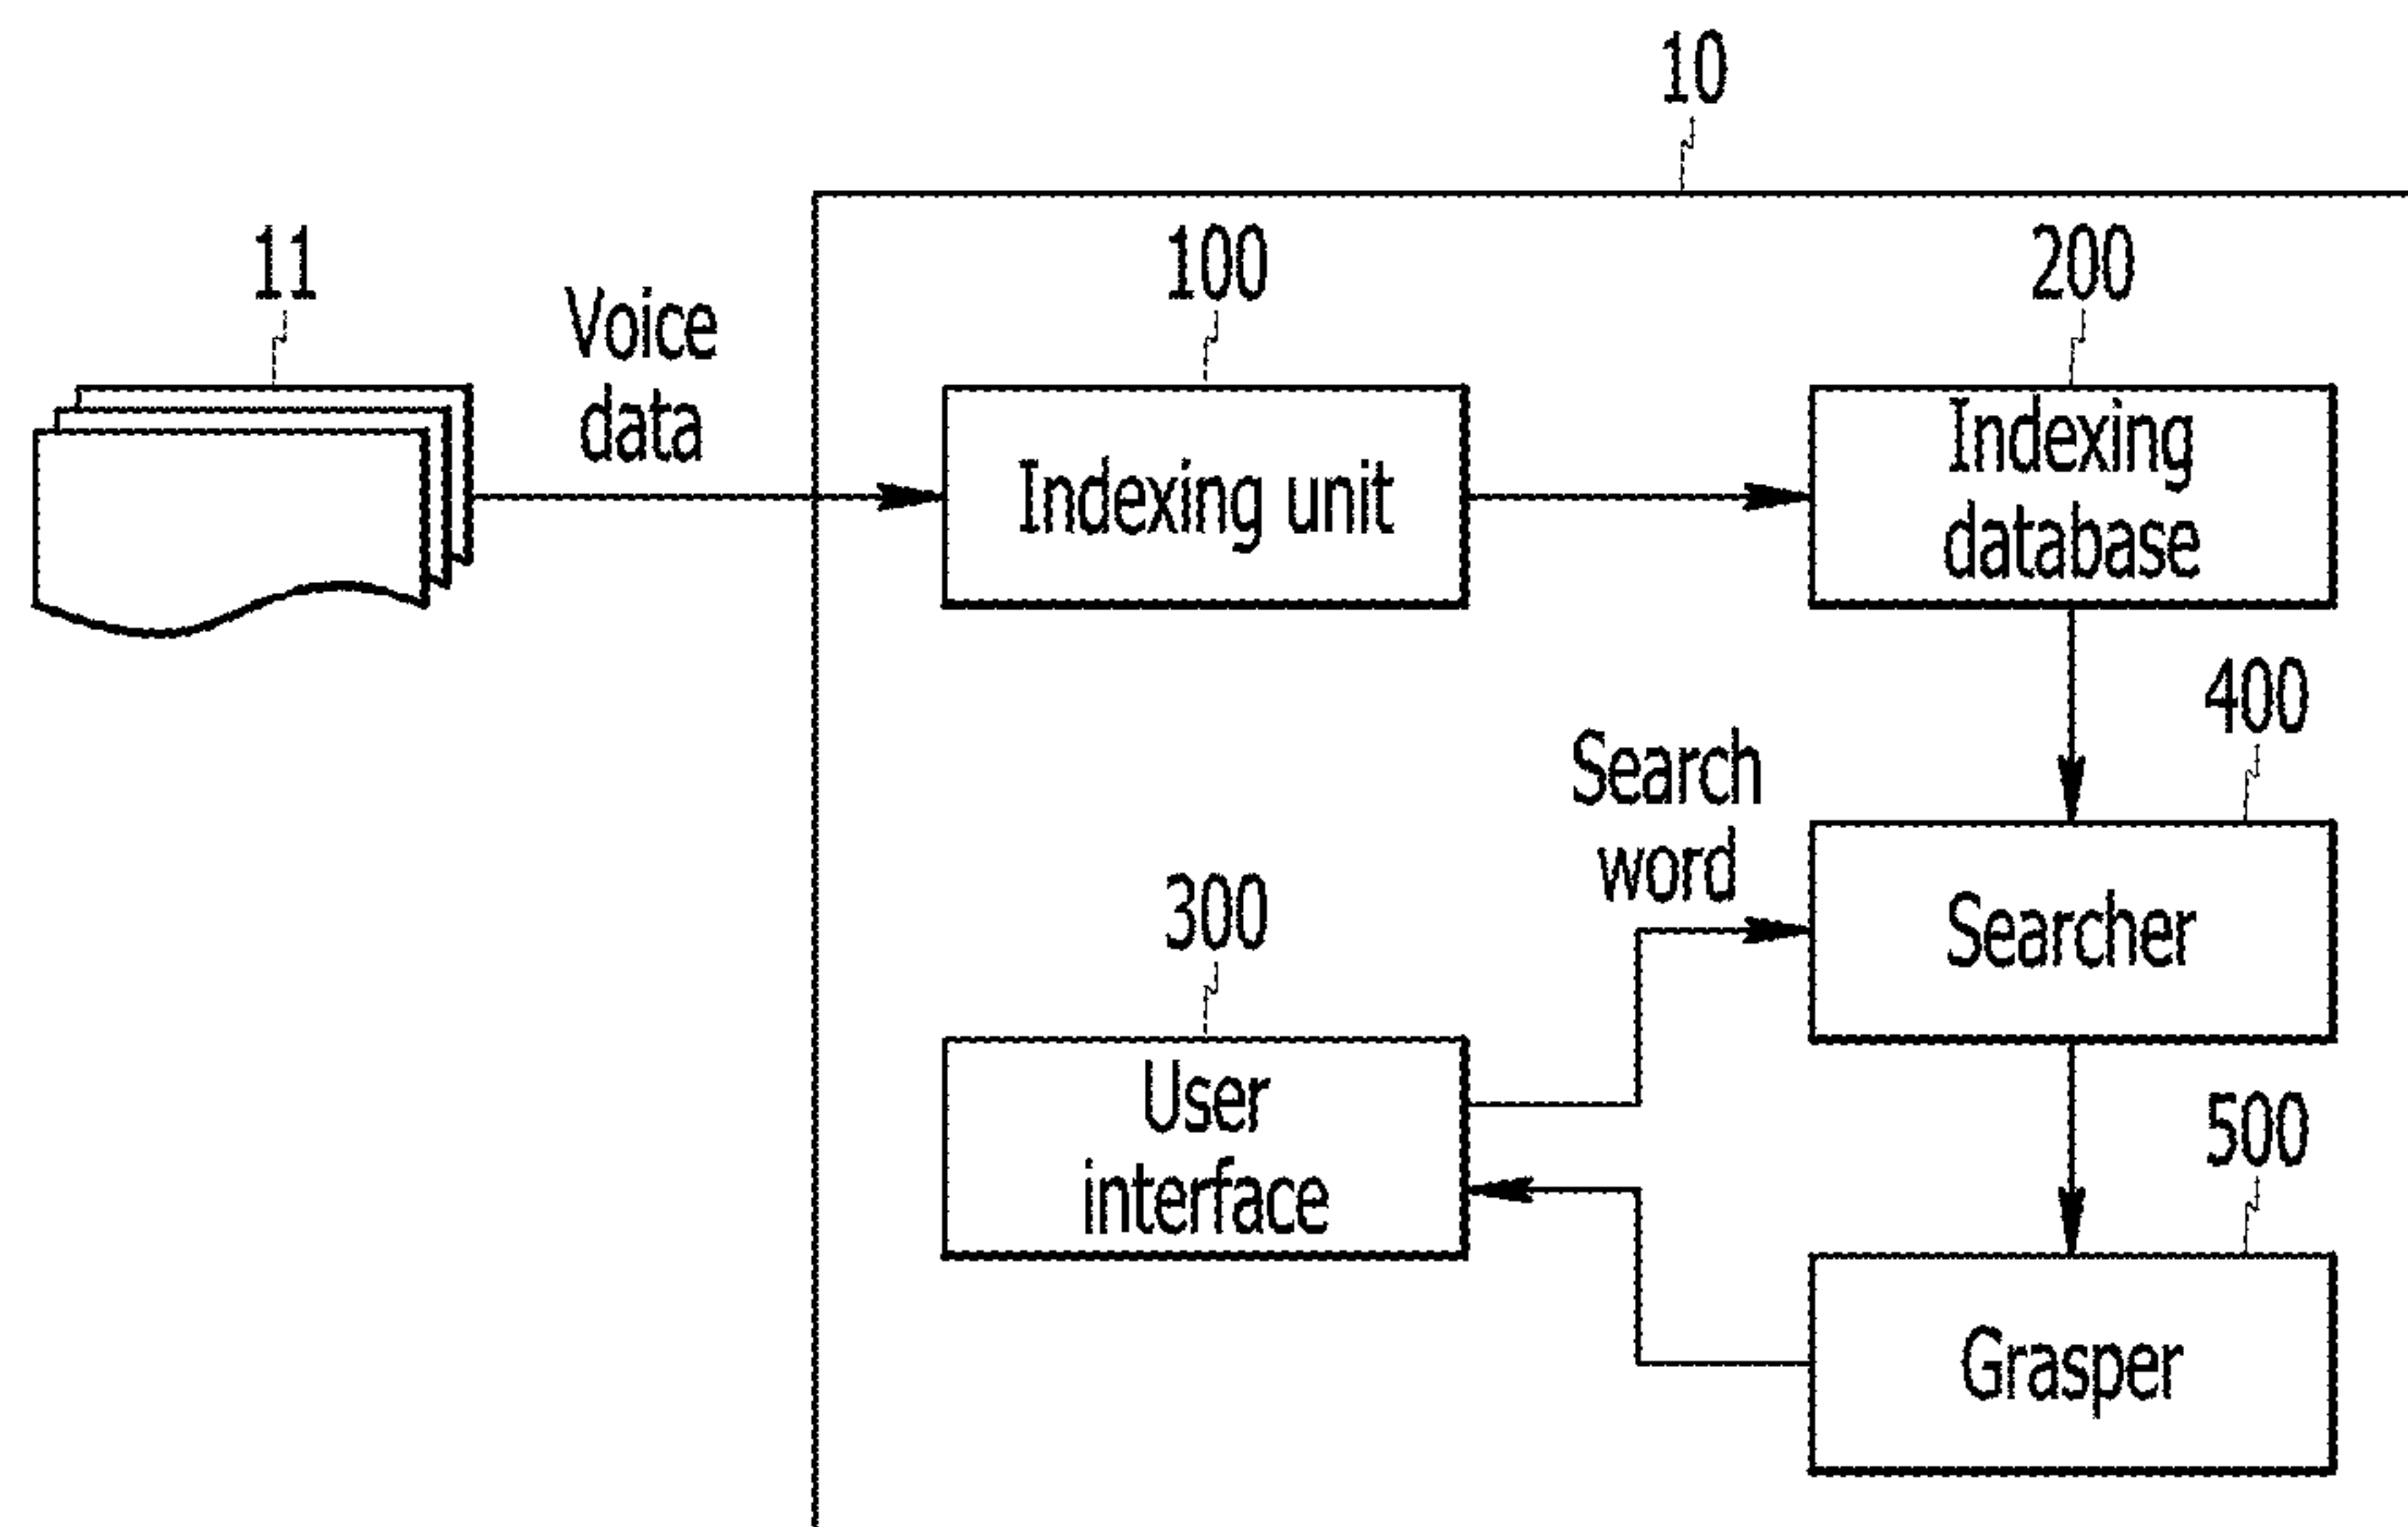 10
11
100
200
Voice
data
Indexing unit
Indexing
database
400
Search
word
300
Searcher
User
interface
500
Grasper